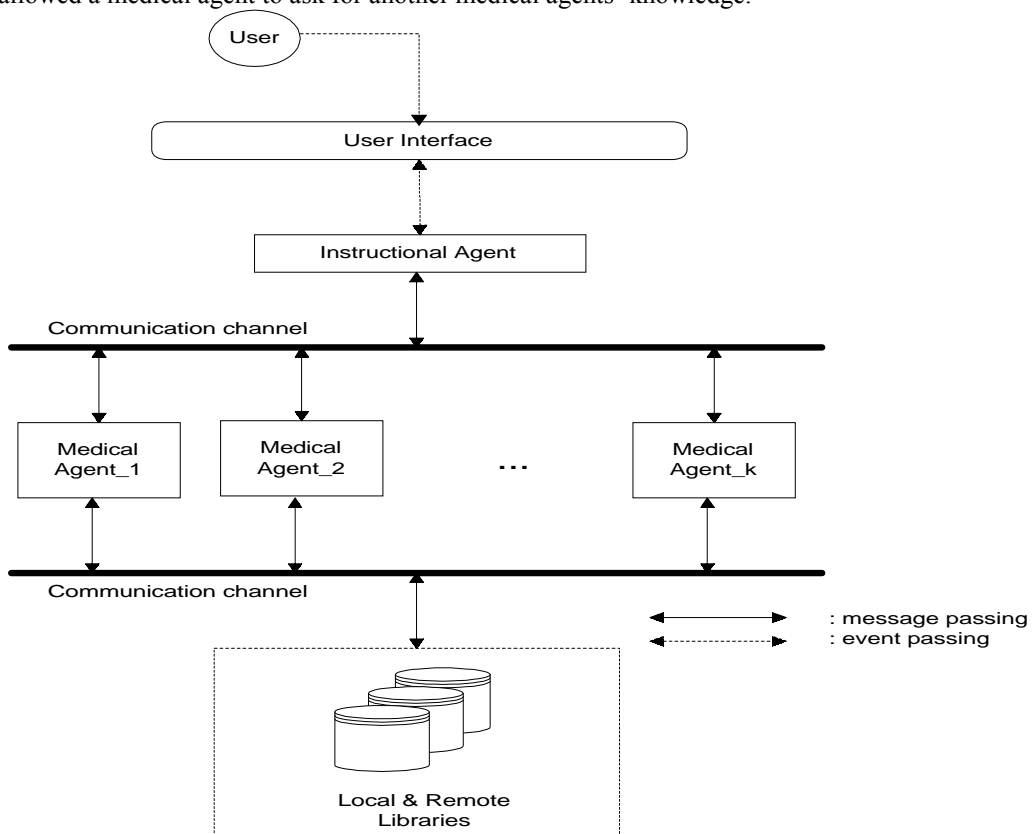 allowed a medical agent to ask for another medical agents' knowledge.
User
User Interface
Instructional Agent
Communication channel
Medical
Agent_1
Medical
Agent_2
...
Medical
Agent_k
Communication channel
: message passing
: event passing
Local & Remote
Libraries